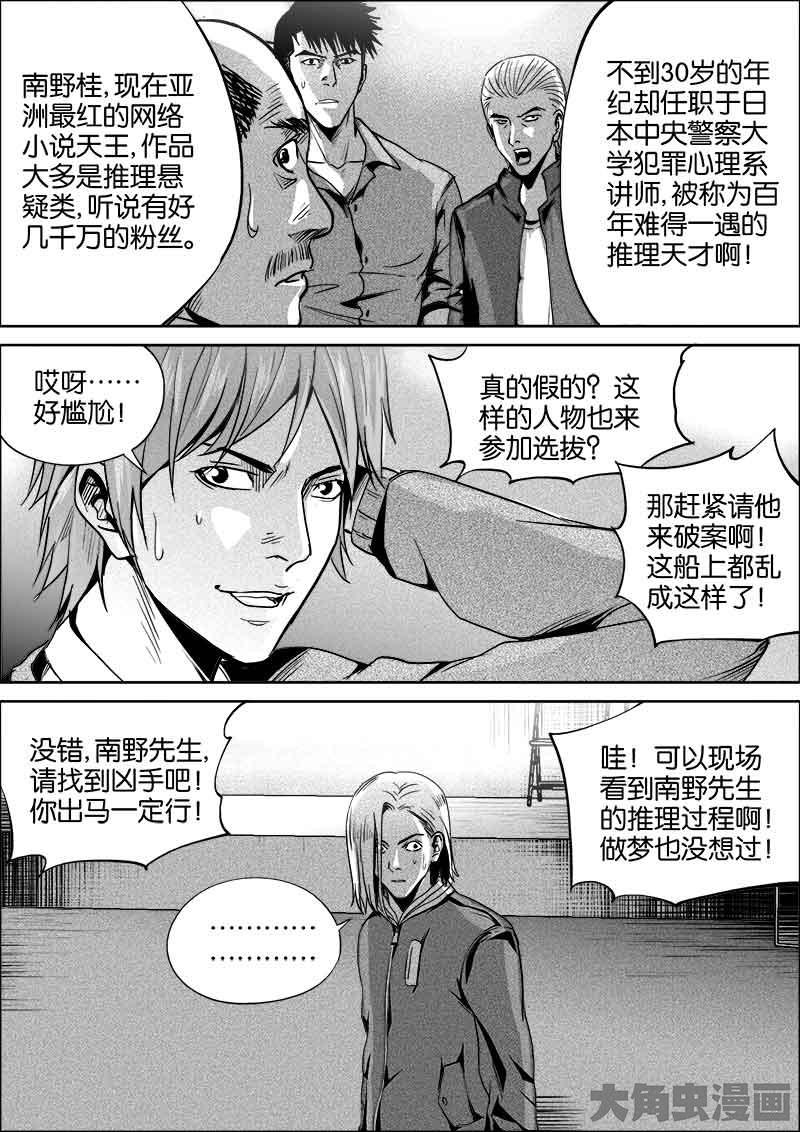 南野桂,现在亚
洲最红的网络
小说天王,作品
大多是推理悬
疑类,听说有好
几千万的粉丝。
不到30岁的年
纪却任职于日
本中央警察大
学犯罪心理系
讲师,被称为百
年难得一遇的
推理天才啊!
哎呀……
好尴尬!
真的假的?这
样的人物也来
参加选拔?
那赶紧请他
来破案啊!
这船上都乱
成这样了!
没错,南野先生,
请找到凶手吧!
你出马一定行!
哇!可以现场
看到南野先生
的推理过程啊!
做梦也没想过!
…………
…………
大角虫漫画